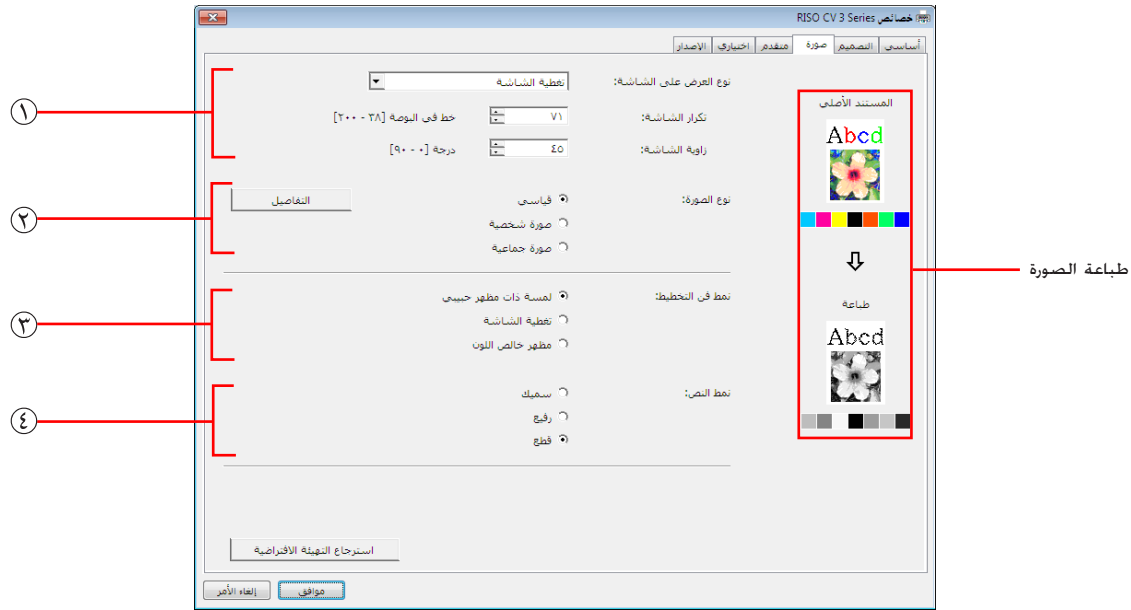 خصائص RISO CV 3 Series
أساسي التصميم صورة متقدم اختياري الإصدار
المستند الأصلي
Abcd
طباعة
Abcd
طباعة الصورة
١
نوع العرض على الشاشة: تغطية الشاشة
تكرار الشاشة: ٧١ خط في البوصة [٣٨ - ٢٠٠]
زاوية الشاشة: ٤٥ درجة [٠ - ٩٠]
٢
نوع الصورة: قياسي التفاصيل
صورة شخصية
صورة جماعية
٣
نمط فن التخطيط: لمسة ذات مظهر حبيبي
تغطية الشاشة
مظهر خالص اللون
٤
نمط النص: سميك
رفيع
قطع
استرجاع التهيئة الافتراضية
موافق إلغاء الأمر